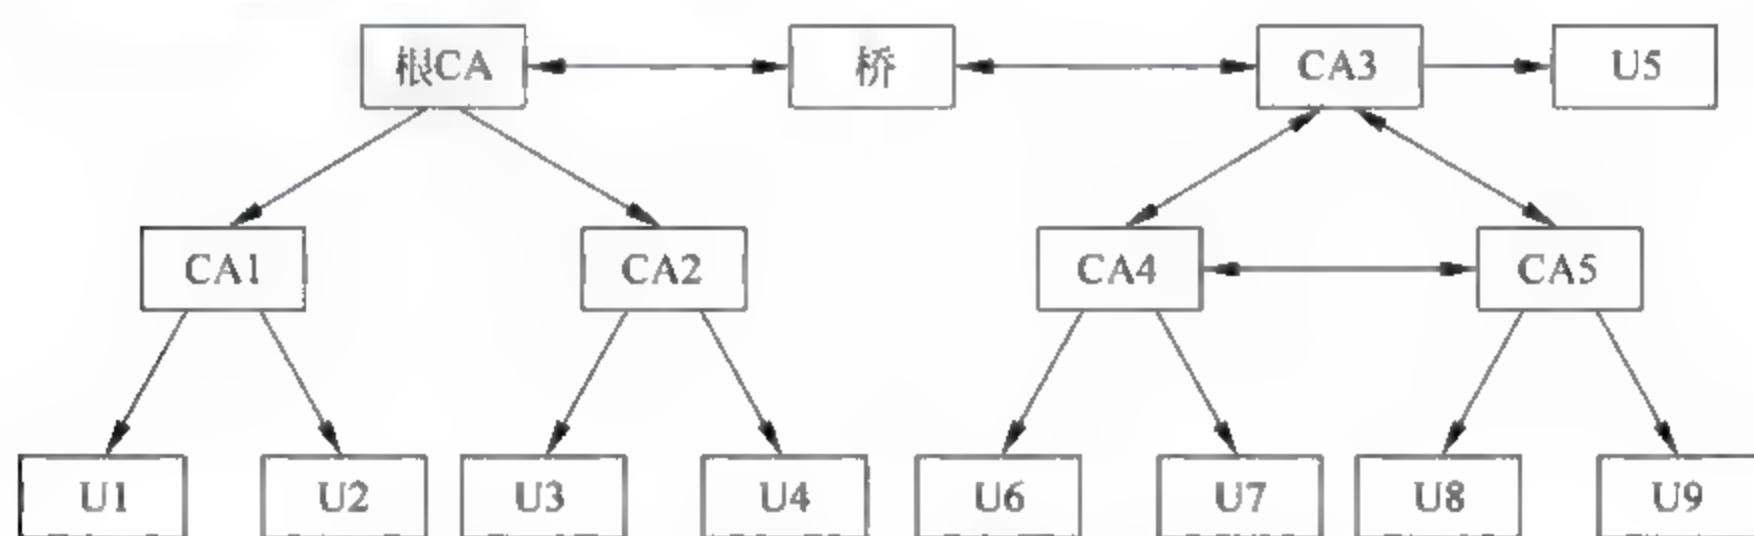 根CA 桥 CA3 U5
CA1 CA2 CA4 CA5
U1 U2 U3 U4 U6 U7 U8 U9